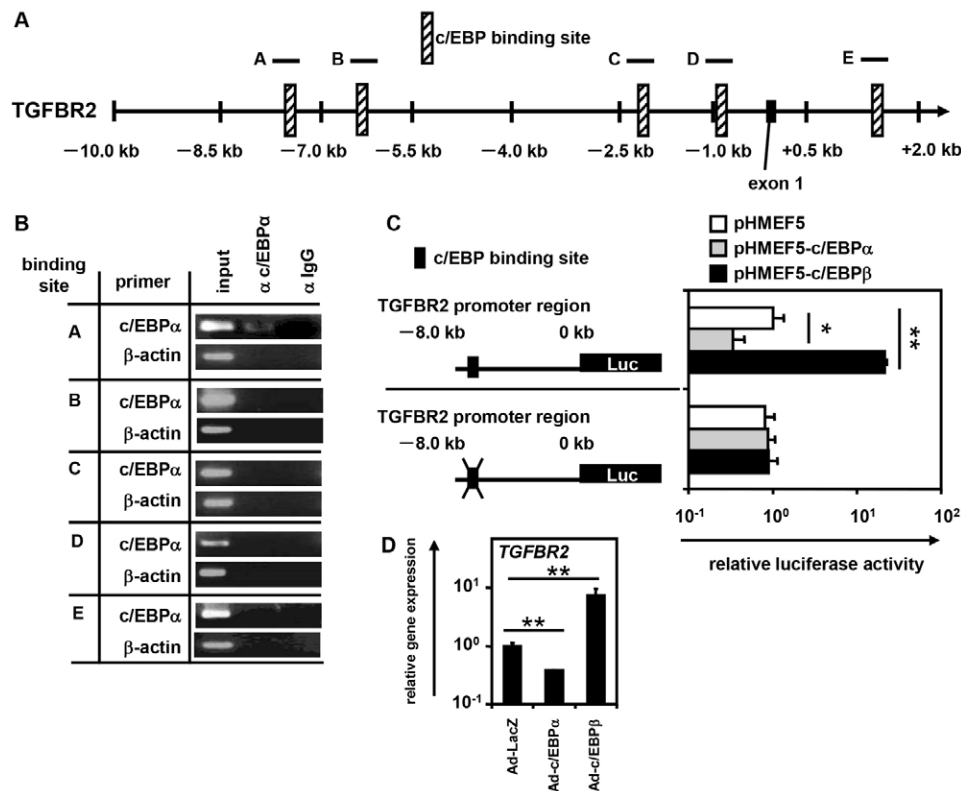 A
c/EBP binding site
A B C D E
TGFBR2
−10.0 kb −8.5 kb −7.0 kb −5.5 kb −4.0 kb −2.5 kb −1.0 kb +0.5 kb +2.0 kb
exon 1
B
binding site primer input α c/EBPα α IgG
A c/EBPα
β-actin
B c/EBPα
β-actin
C c/EBPα
β-actin
D c/EBPα
β-actin
E c/EBPα
β-actin
C
pHMEF5
pHMEF5-c/EBPα
pHMEF5-c/EBPβ
c/EBP binding site
TGFBR2 promoter region
−8.0 kb 0 kb
Luc
* **
TGFBR2 promoter region
−8.0 kb 0 kb
Luc
10-1 100 101 102
relative luciferase activity
D
TGFBR2
relative gene expression
**
**
101
100
10-1
Ad-LacZ
Ad-c/EBPα
Ad-c/EBPβ